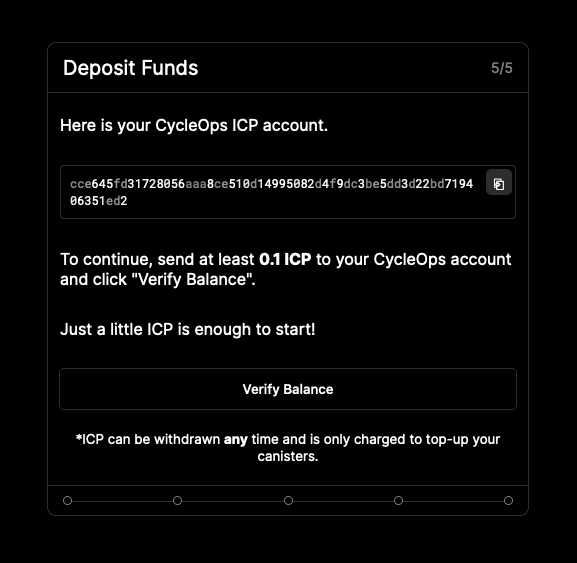 Deposit Funds
5/5
Here is your CycleOps ICP account.
cce645fd31728056aaa8ce510d14995082d4f9dc3be5dd3d22bd7194
06351ed2
To continue, send at least 0.1 ICP to your CycleOps account
and click "Verify Balance".
Just a little ICP is enough to start!
Verify Balance
*ICP can be withdrawn any time and is only charged to top-up your
canisters.